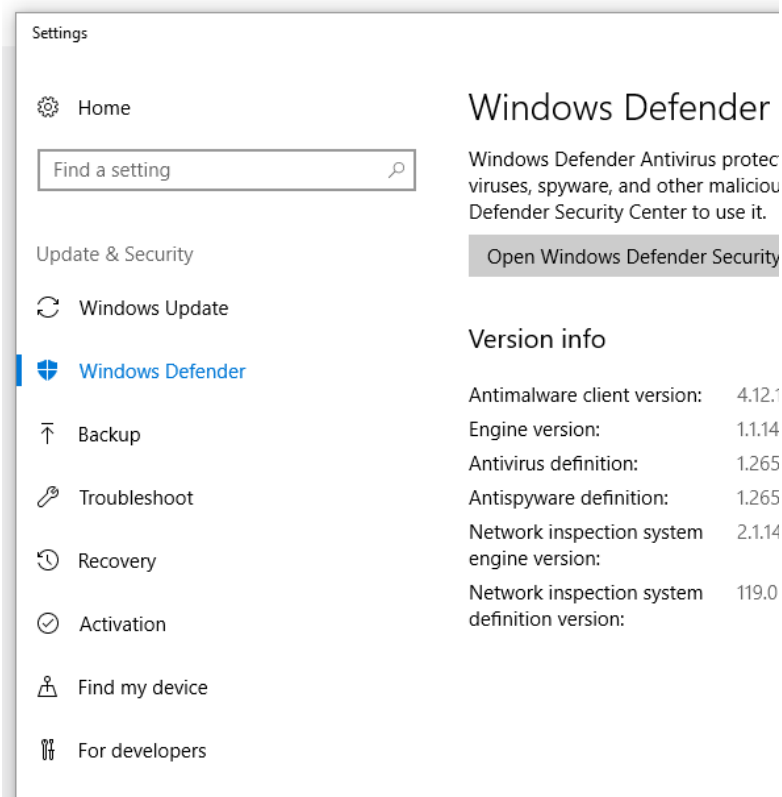 Settings
Home
Find a setting
Update & Security
Windows Update
Windows Defender
Backup
Troubleshoot
Recovery
Activation
Find my device
For developers
Windows Defender
Windows Defender Antivirus
viruses, spyware, and other
Defender Security Center to use it.
Open Windows Defender Security
Version info
Antimalware client version: 4.12.
Engine version: 1.1.14
Antivirus definition: 1.265
Antispyware definition: 1.265
Network inspection system 2.1.14
engine version:
Network inspection system 119.0
definition version: